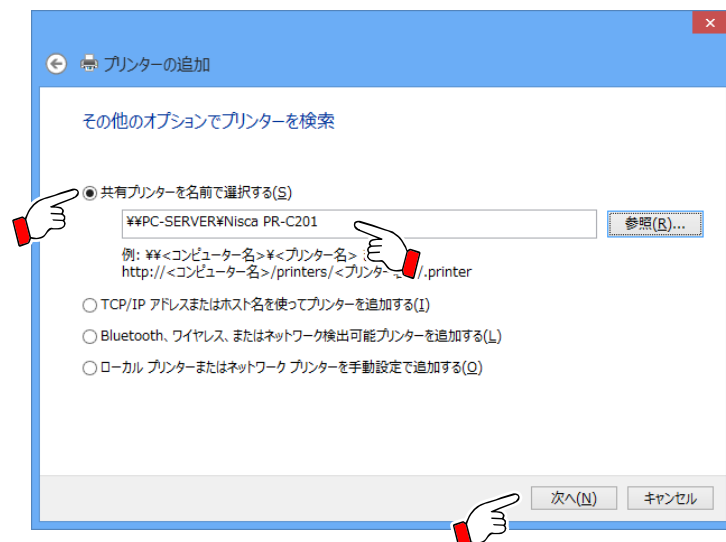 プリンターの追加
その他のオプションでプリンターを検索
共有プリンターを名前で選択する(S)
¥¥PC-SERVER¥Nisca PR-C201
参照(R)...
例: ¥¥<コンピューター名>¥<プリンター名>
http://<コンピューター名>/printers/<プリンター /.printer
TCP/IP アドレスまたはホスト名を使ってプリンターを追加する(I)
Bluetooth、ワイヤレス、またはネットワーク検出可能プリンターを追加する(L)
ローカル プリンターまたはネットワーク プリンターを手動設定で追加する(O)
次へ(N)
キャンセル